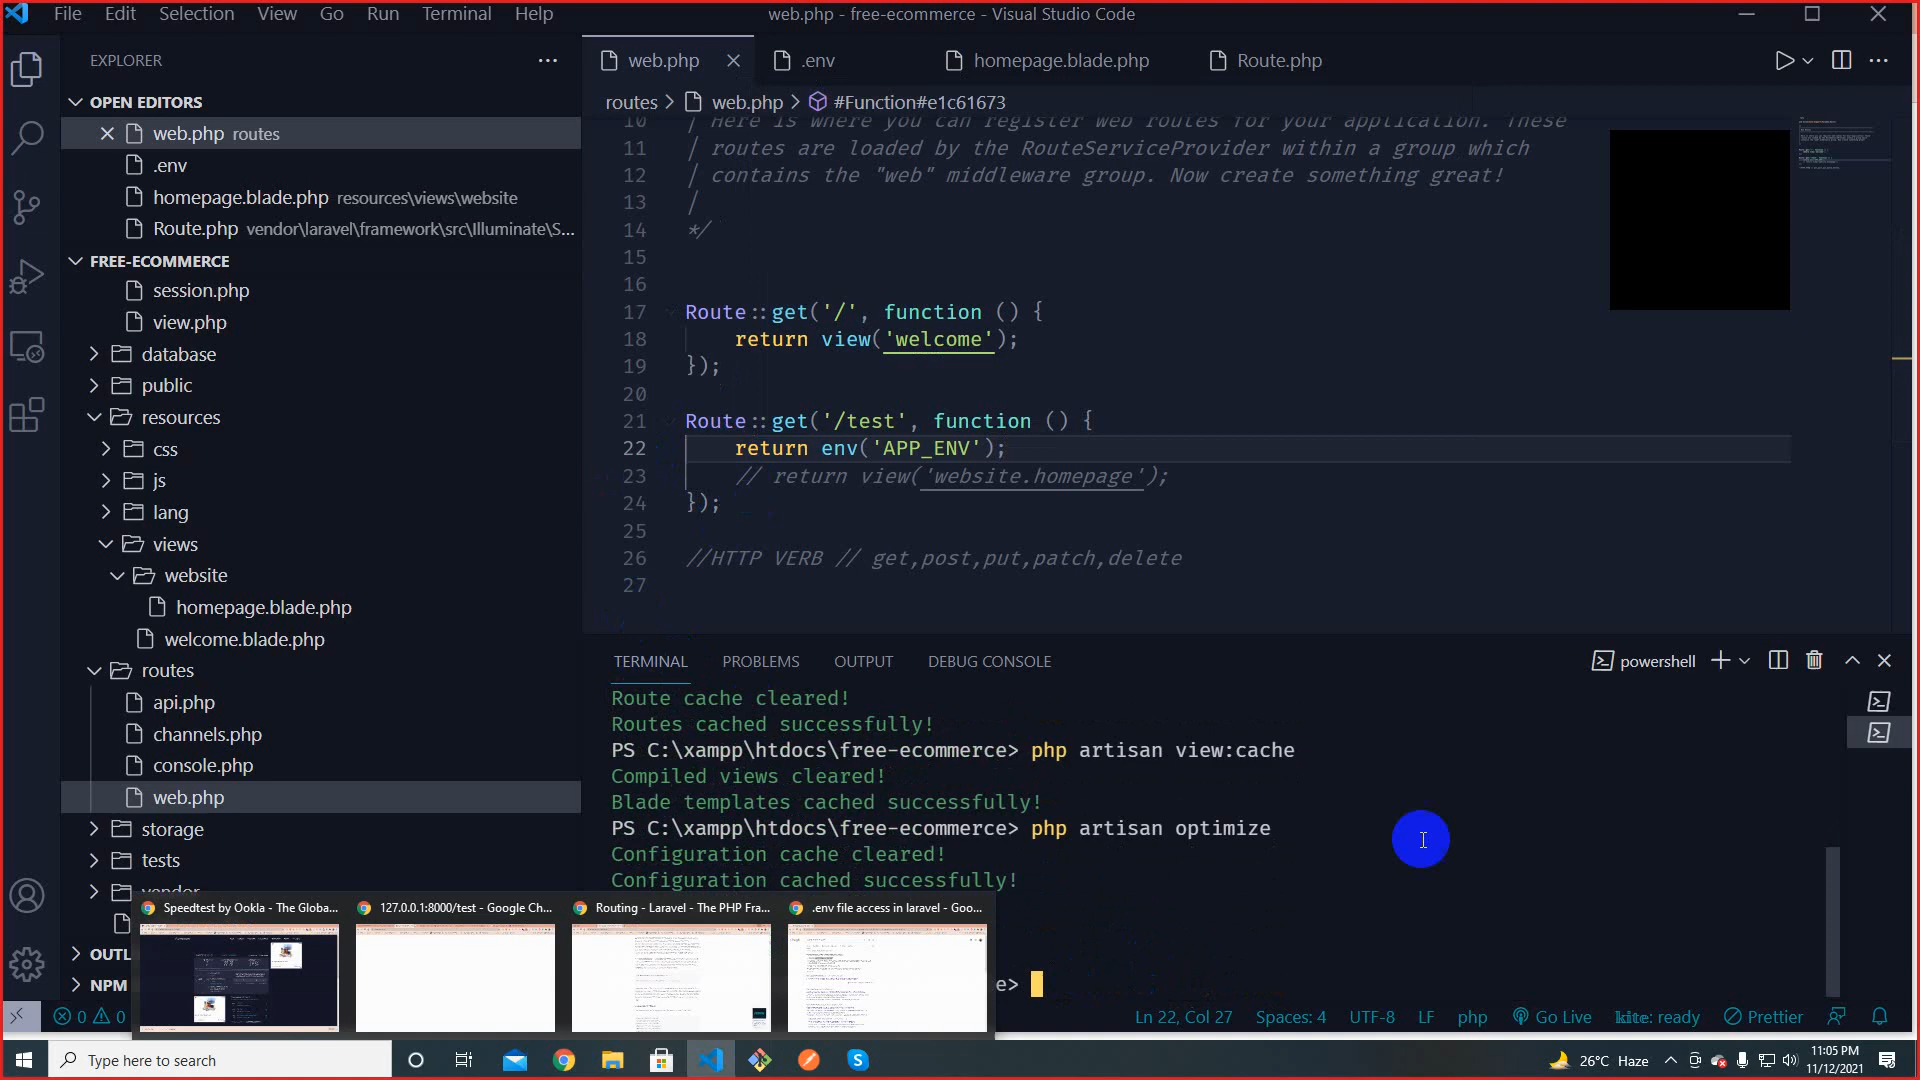 File Edit Selection View Go Run Terminal Help
web.php - free-ecommerce - Visual Studio Code
EXPLORER
OPEN EDITORS
web.php routes
.env
homepage.blade.php resources\views\website
Route.php vendor\laravel\framework\src\Illuminate\S...
FREE-ECOMMERCE
session.php
view.php
database
public
resources
css
js
lang
views
website
homepage.blade.php
welcome.blade.php
routes
api.php
channels.php
console.php
web.php
storage
tests
vendor
OUTL
NPM
web.php .env homepage.blade.php Route.php
routes > web.php > #Function#e1c61673
10 | Here is where you can register web routes for your application. These
11 | routes are loaded by the RouteServiceProvider within a group which
12 | contains the "web" middleware group. Now create something great!
13 |
14 */
15
16
17 Route::get('/', function () {
18 return view('welcome');
19 });
20
21 Route::get('/test', function () {
22 return env('APP_ENV');
23 // return view('website.homepage');
24 });
25
26 //HTTP VERB // get,post,put,patch,delete
27
TERMINAL PROBLEMS OUTPUT DEBUG CONSOLE
powershell
Route cache cleared!
Routes cached successfully!
PS C:\xampp\htdocs\free-ecommerce> php artisan view:cache
Compiled views cleared!
Blade templates cached successfully!
PS C:\xampp\htdocs\free-ecommerce> php artisan optimize
Configuration cache cleared!
Configuration cached successfully!
e>
Speedtest by Ookla - The Globa...
127.0.0.1:8000/test - Google Ch...
Routing - Laravel - The PHP Fra...
.env file access in laravel - Goo...
0 0 Ln 22, Col 27 Spaces: 4 UTF-8 LF php Go Live kite: ready Prettier
Type here to search
26°C Haze
11:05 PM
11/12/2021